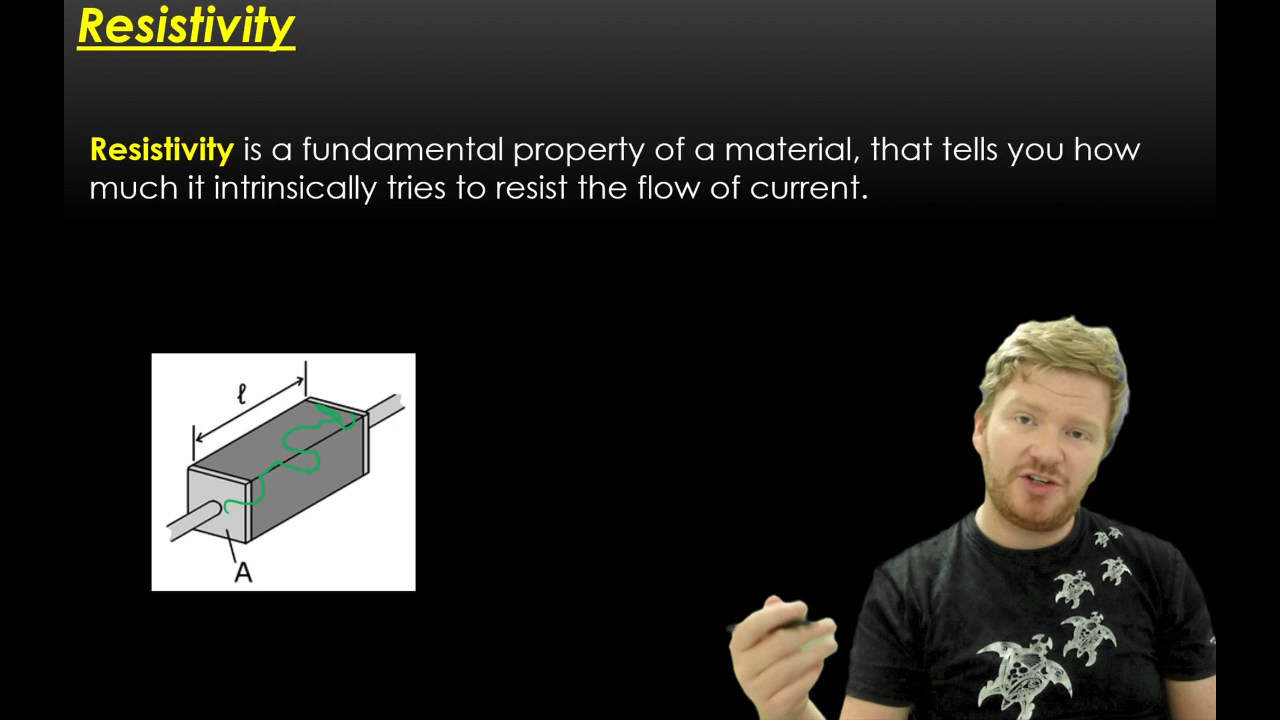 Resistivity
Resistivity is a fundamental property of a material, that tells you how
much it intrinsically tries to resist the flow of current.
ℓ
A